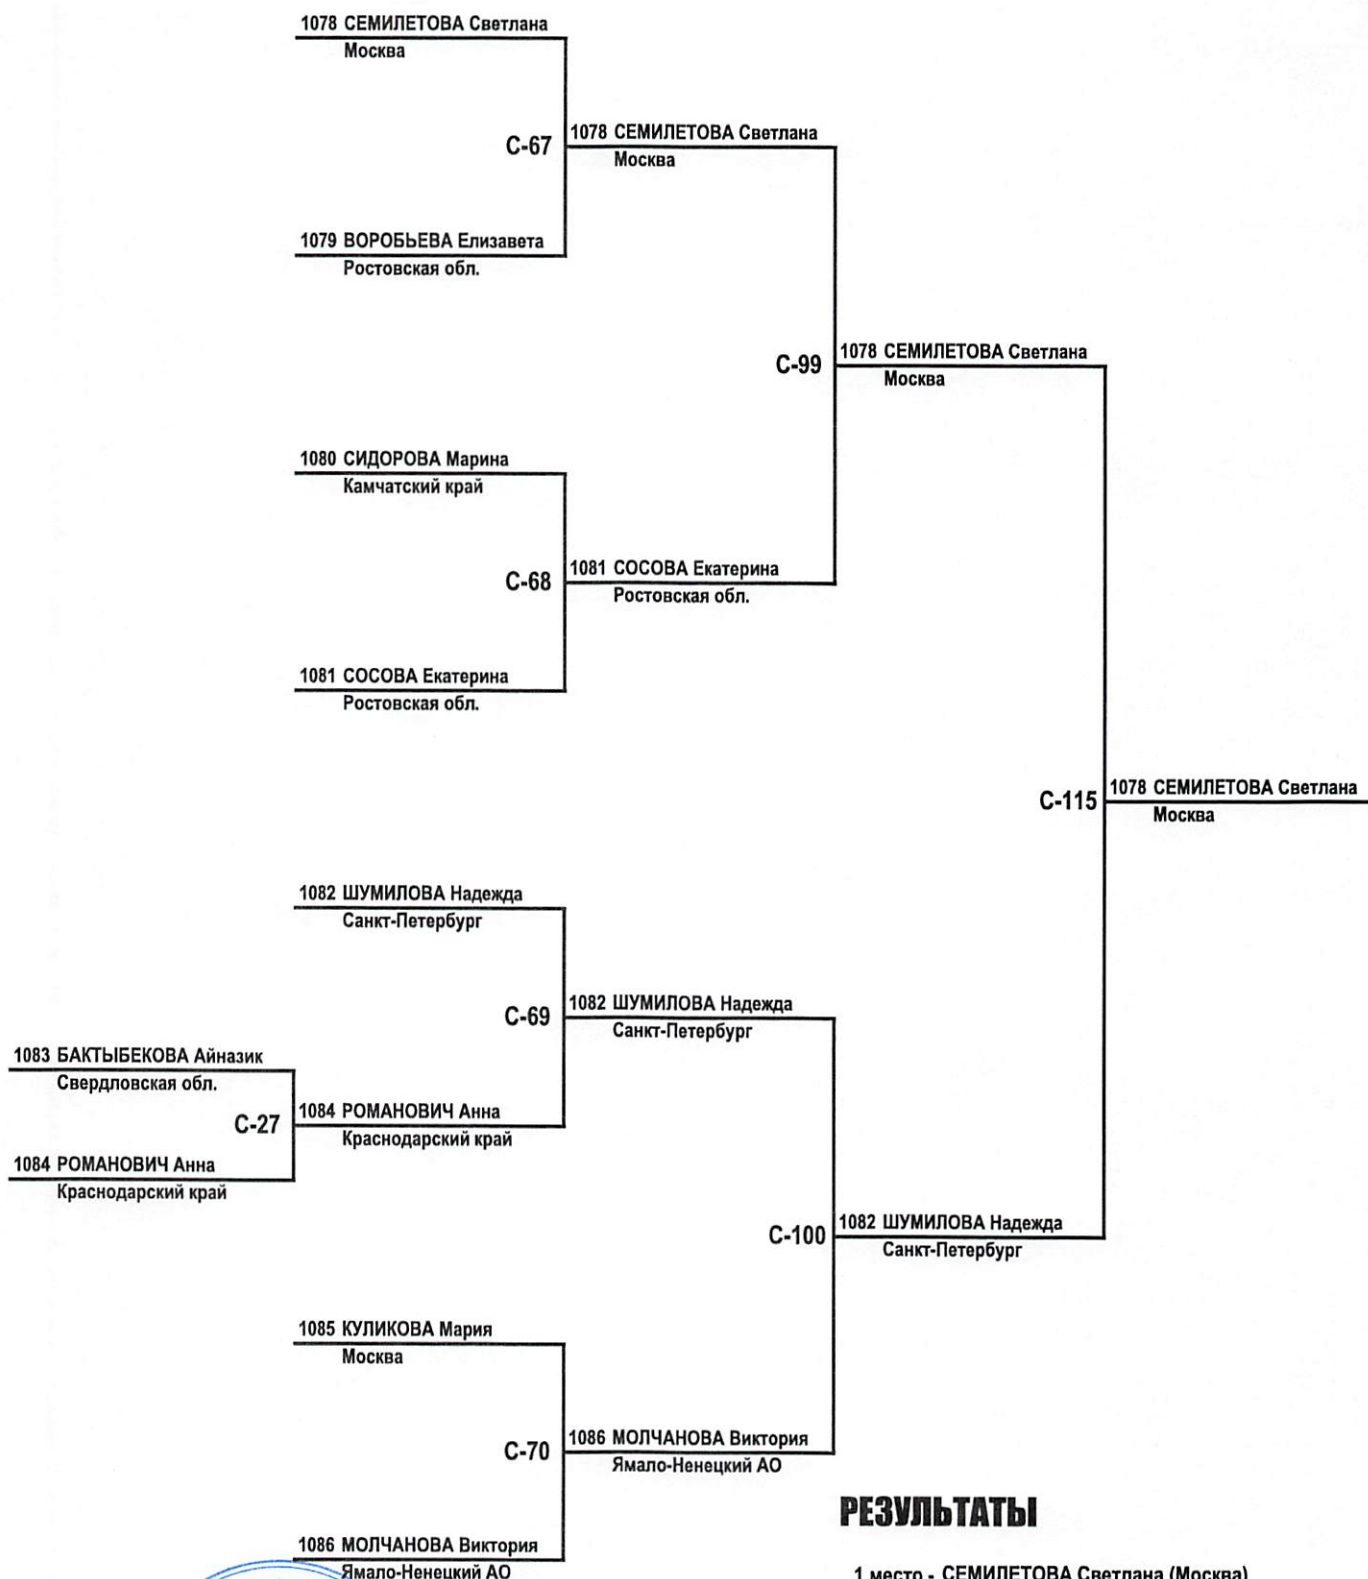 1078 СЕМИЛЕТОВА Светлана
Москва
С-67
1078 СЕМИЛЕТОВА Светлана
Москва
1079 ВОРОБЬЕВА Елизавета
Ростовская обл.
С-99
1078 СЕМИЛЕТОВА Светлана
Москва
1080 СИДОРОВА Марина
Камчатский край
С-68
1081 СОСОВА Екатерина
Ростовская обл.
1081 СОСОВА Екатерина
Ростовская обл.
С-115
1078 СЕМИЛЕТОВА Светлана
Москва
1082 ШУМИЛОВА Надежда
Санкт-Петербург
С-69
1082 ШУМИЛОВА Надежда
Санкт-Петербург
1083 БАКТЫБЕКОВА Айназик
Свердловская обл.
С-27
1084 РОМАНОВИЧ Анна
Краснодарский край
1084 РОМАНОВИЧ Анна
Краснодарский край
С-100
1082 ШУМИЛОВА Надежда
Санкт-Петербург
1085 КУЛИКОВА Мария
Москва
С-70
1086 МОЛЧАНОВА Виктория
Ямало-Ненецкий АО
1086 МОЛЧАНОВА Виктория
Ямало-Ненецкий АО
РЕЗУЛЬТАТЫ
1 место - СЕМИЛЕТОВА Светлана (Москва)